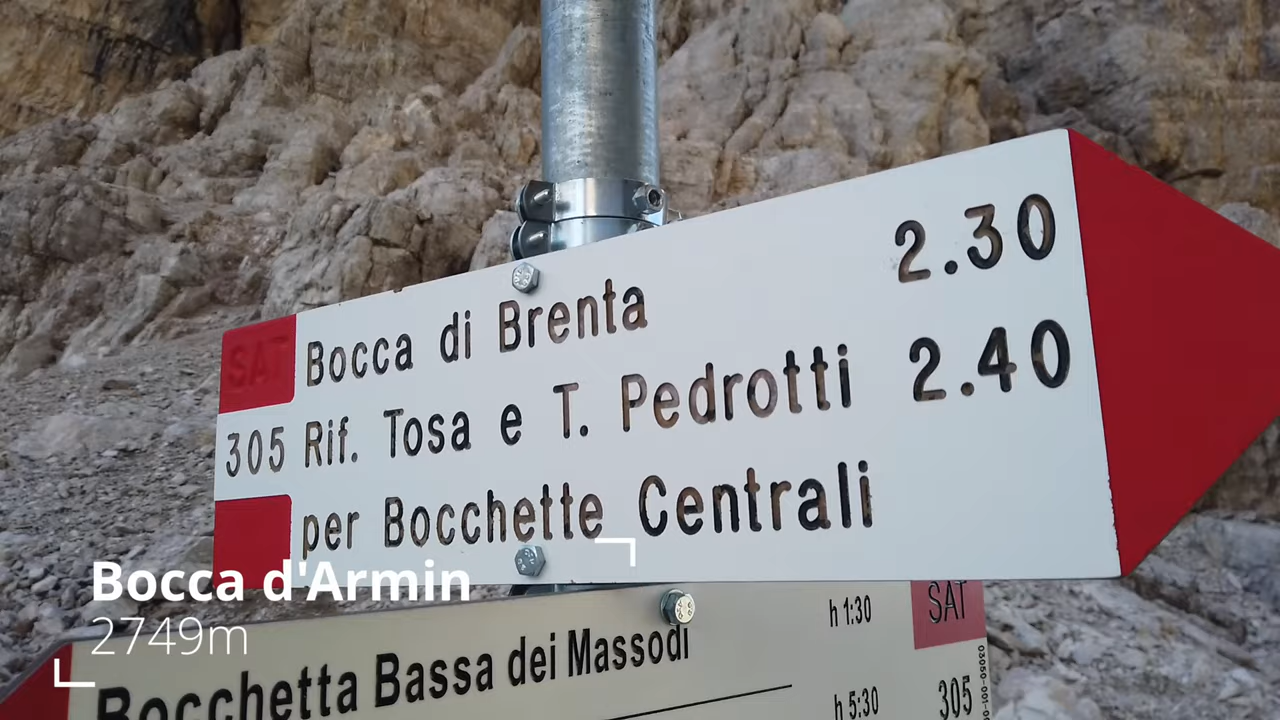 Bocca di Brenta 2.30
SAT
305 Rif. Tosa e T. Pedrotti 2.40
per Bocchette Centrali
Bocca d'Armin
2749m
Bocchetta Bassa dei Massodi h 1:30
SAT
h 5:30 305